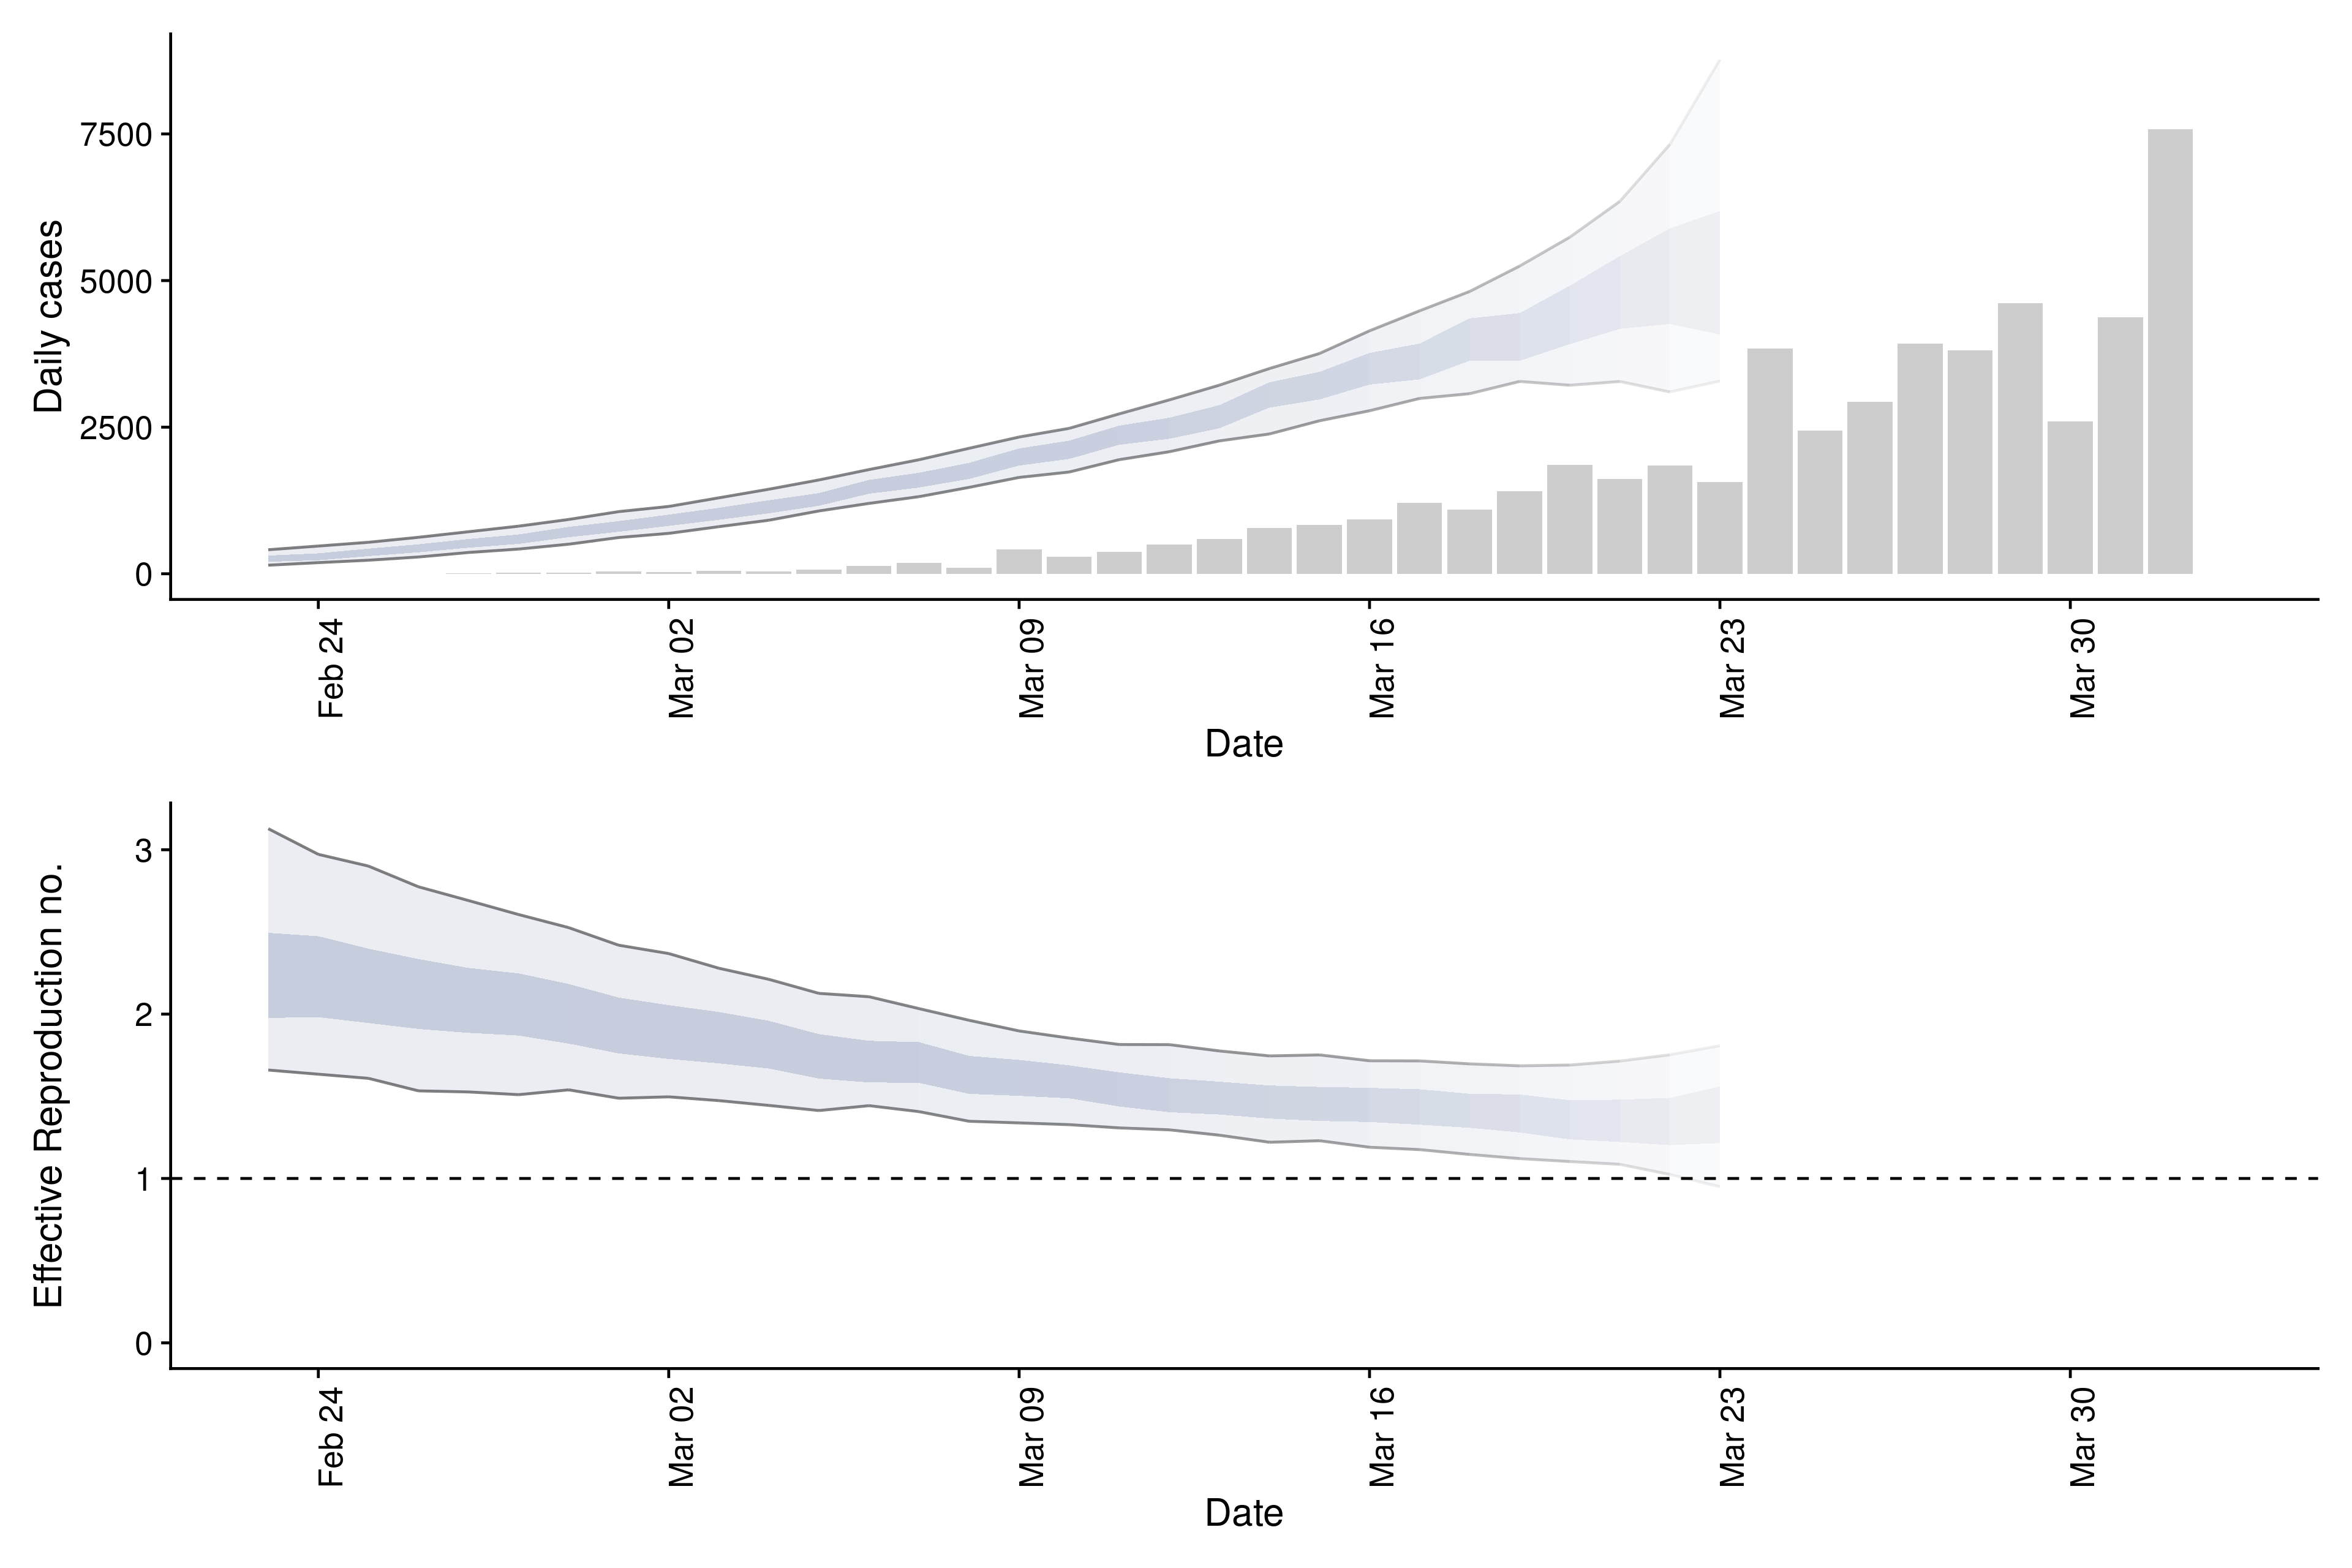 Daily cases
7500
5000
2500
0
Feb 24
Mar 02
Mar 09
Mar 16
Mar 23
Mar 30
Date
Effective Reproduction no.
3
2
1
0
Feb 24
Mar 02
Mar 09
Mar 16
Mar 23
Mar 30
Date